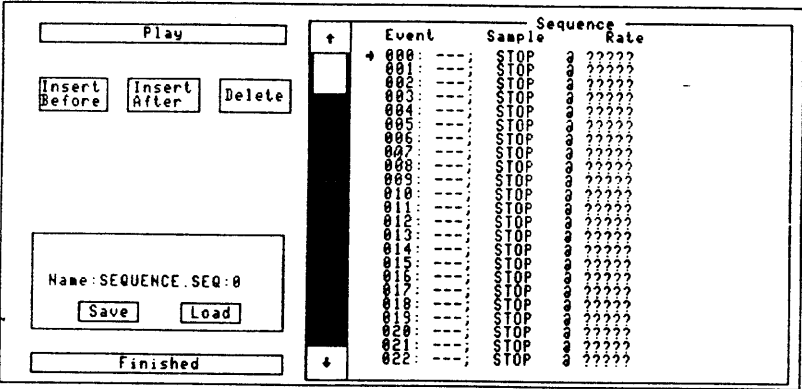 Play
Insert Before
Insert After
Delete
Name:SEQUENCE.SEQ:0
Save
Load
Finished
Sequence
Event Sample Rate
000: ---; STOP @ ?????
001: ---; STOP @ ?????
002: ---; STOP @ ?????
003: ---; STOP @ ?????
004: ---; STOP @ ?????
005: ---; STOP @ ?????
006: ---; STOP @ ?????
007: ---; STOP @ ?????
008: ---; STOP @ ?????
009: ---; STOP @ ?????
010: ---; STOP @ ?????
011: ---; STOP @ ?????
012: ---; STOP @ ?????
013: ---; STOP @ ?????
014: ---; STOP @ ?????
015: ---; STOP @ ?????
016: ---; STOP @ ?????
017: ---; STOP @ ?????
018: ---; STOP @ ?????
019: ---; STOP @ ?????
020: ---; STOP @ ?????
021: ---; STOP @ ?????
022: ---; STOP @ ?????